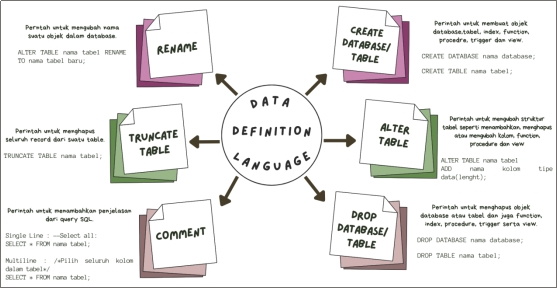 Perintah untuk mengubah nama
suatu objek dalam database.
ALTER TABLE nama tabel RENAME
TO nama tabel baru;
RENAME
CREATE
DATABASE/
TABLE
Perintah untuk membuat objek
database,tabel, index, function,
procedre, trigger dan view.
CREATE DATABASE nama database;
CREATE TABLE nama tabel;
DATA
DEFINITION
LANGUAGE
Perintah untuk menghapus
seluruh record dari suatu table.
TRUNCATE TABLE nama tabel;
TRUNCATE
TABLE
ALTER
TABLE
Perintah untuk mengubah struktur
tabel seperti menambahkan, menghapus
atau mengubah kolom, function,
procedure dan view
ALTER TABLE nama tabel
ADD nama kolom tipe
data(lenght);
Perintah untuk menambahkan penjelasan
dari query SQL.
Single Line : --Select all:
SELECT * FROM nama tabel;
Multiline : /*Pilih seluruh kolom
dalam tabel*/
SELECT * FROM nama tabel;
COMMENT
DROP
DATABASE/
TABLE
Perintah untuk menghapus objek
database atau tabel dan juga function,
index, procedure, trigger serta view.
DROP DATABASE nama database;
DROP TABLE nama tabel;